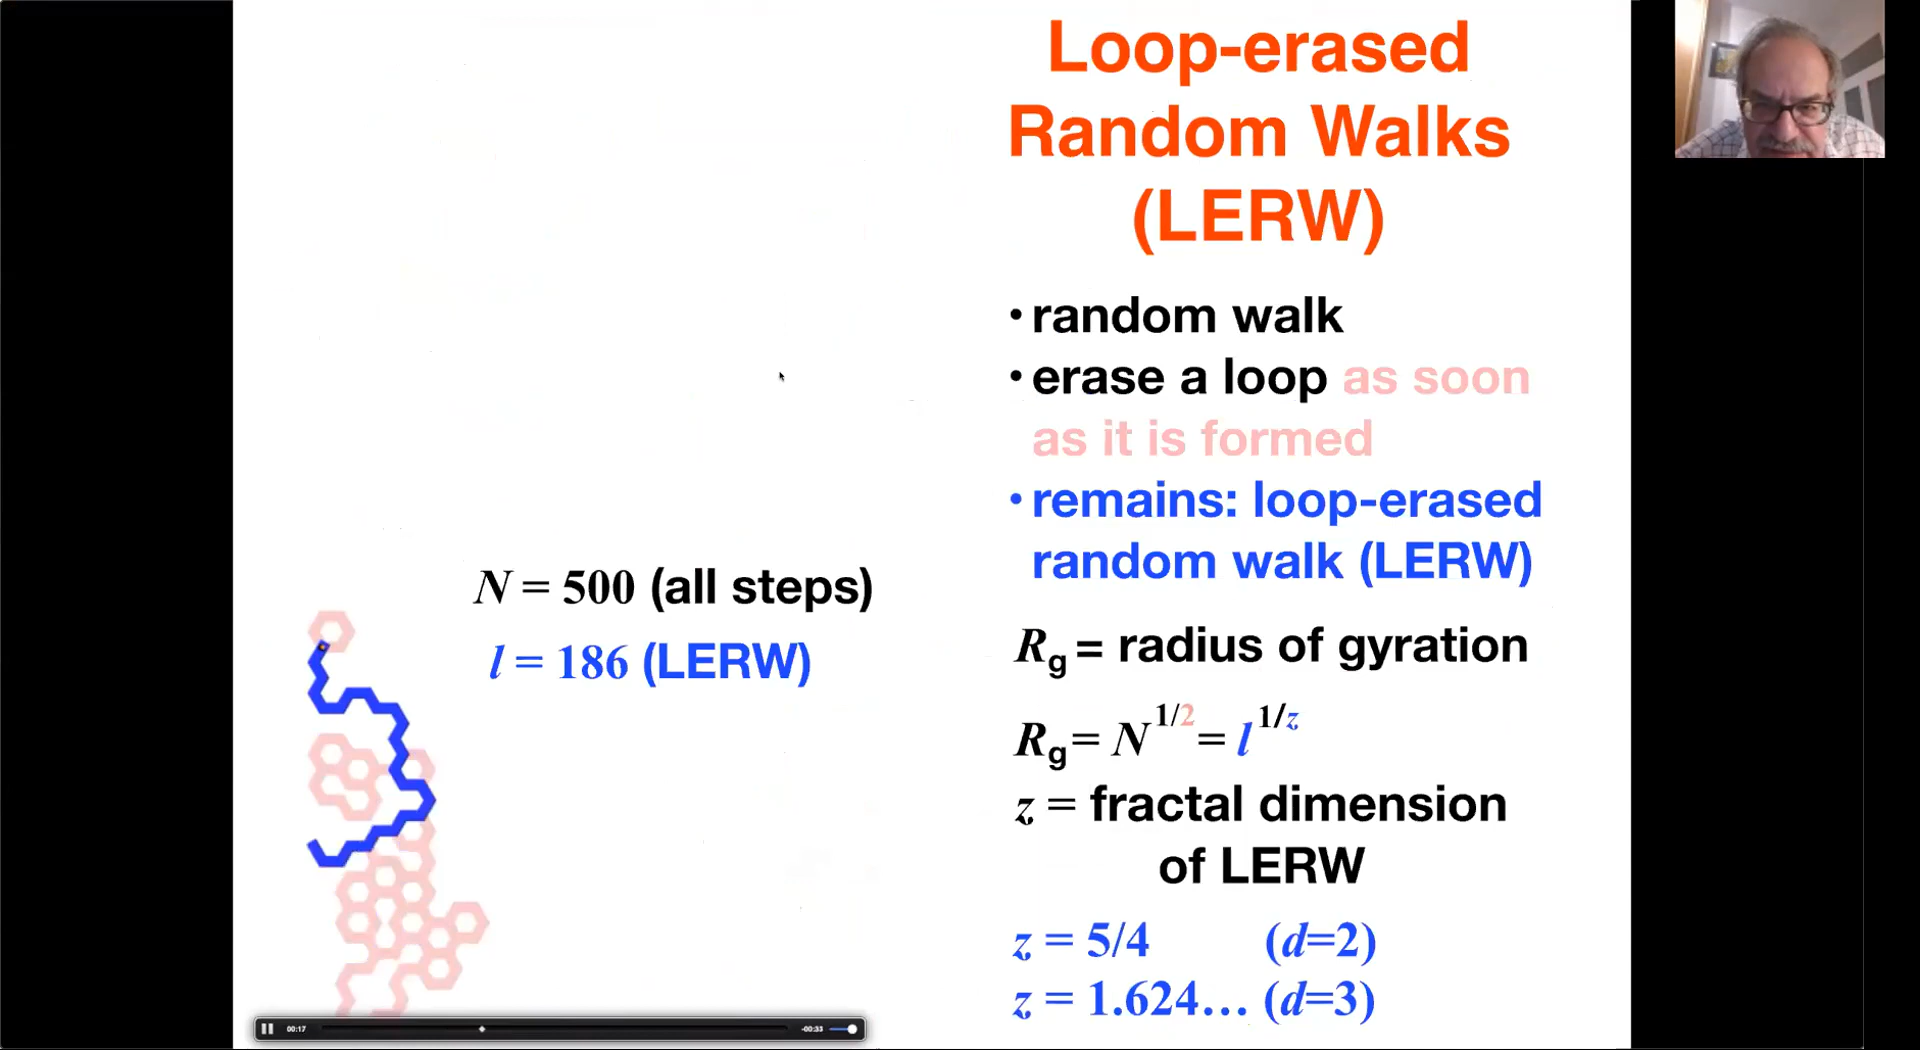 Loop-erased
Random Walks
(LERW)
• random walk
• erase a loop as soon
as it is formed
• remains: loop-erased
random walk (LERW)
N = 500 (all steps)
l = 186 (LERW)
Rg = radius of gyration
Rg = N^1/2 = l^1/z
z = fractal dimension
of LERW
z = 5/4 (d=2)
z = 1.624... (d=3)
00:17 -00:33